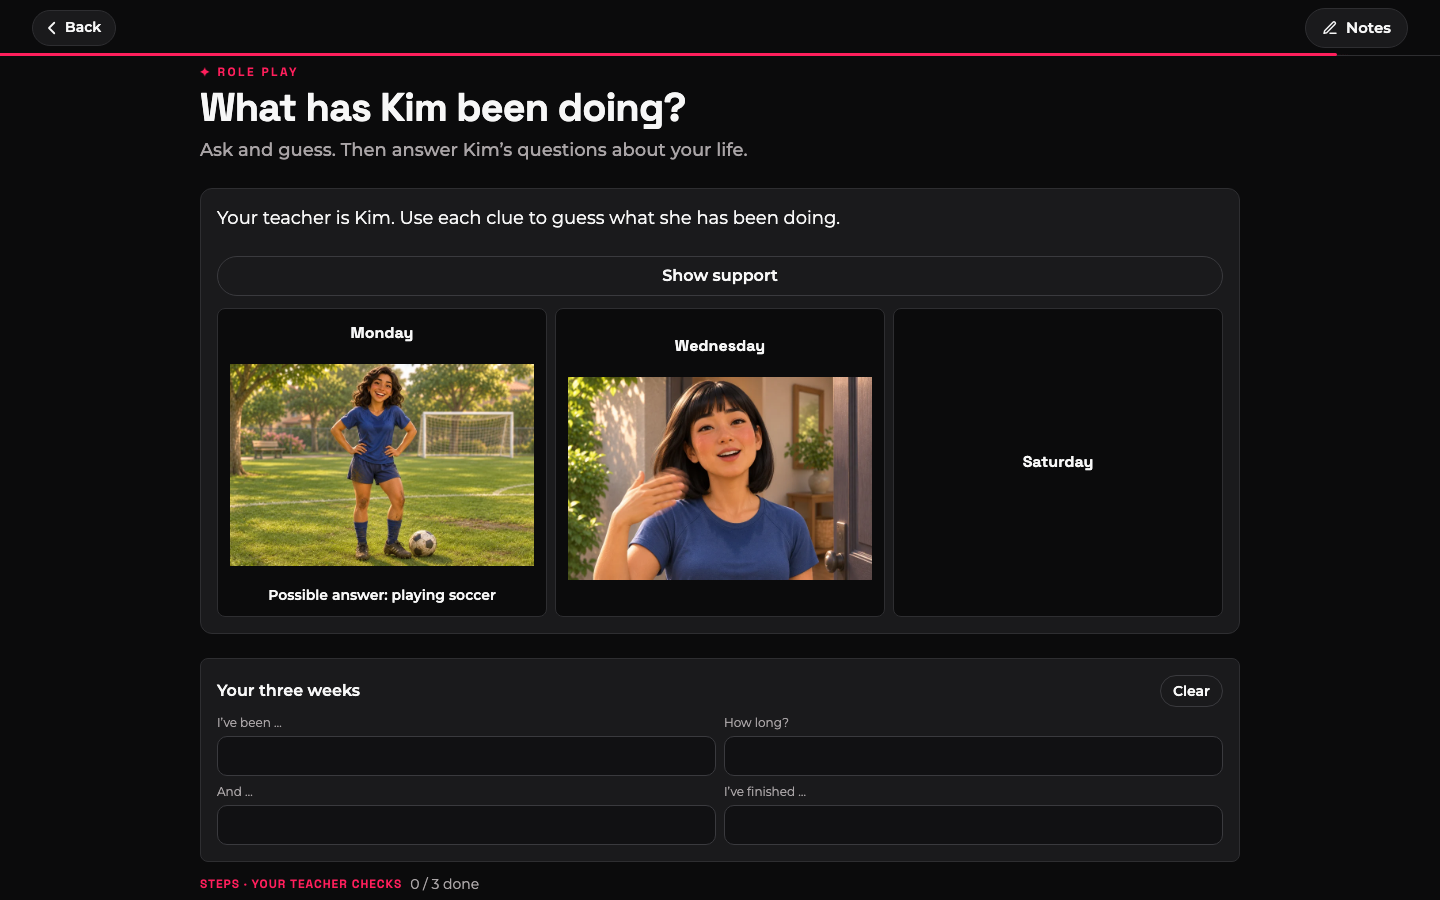 Back
Notes
ROLE PLAY
What has Kim been doing?
Ask and guess. Then answer Kim's questions about your life.
Your teacher is Kim. Use each clue to guess what she has been doing.
Show support
Monday
Wednesday
Saturday
Possible answer: playing soccer
Your three weeks
Clear
I've been ...
How long?
And ...
I've finished ...
STEPS · YOUR TEACHER CHECKS 0 / 3 done